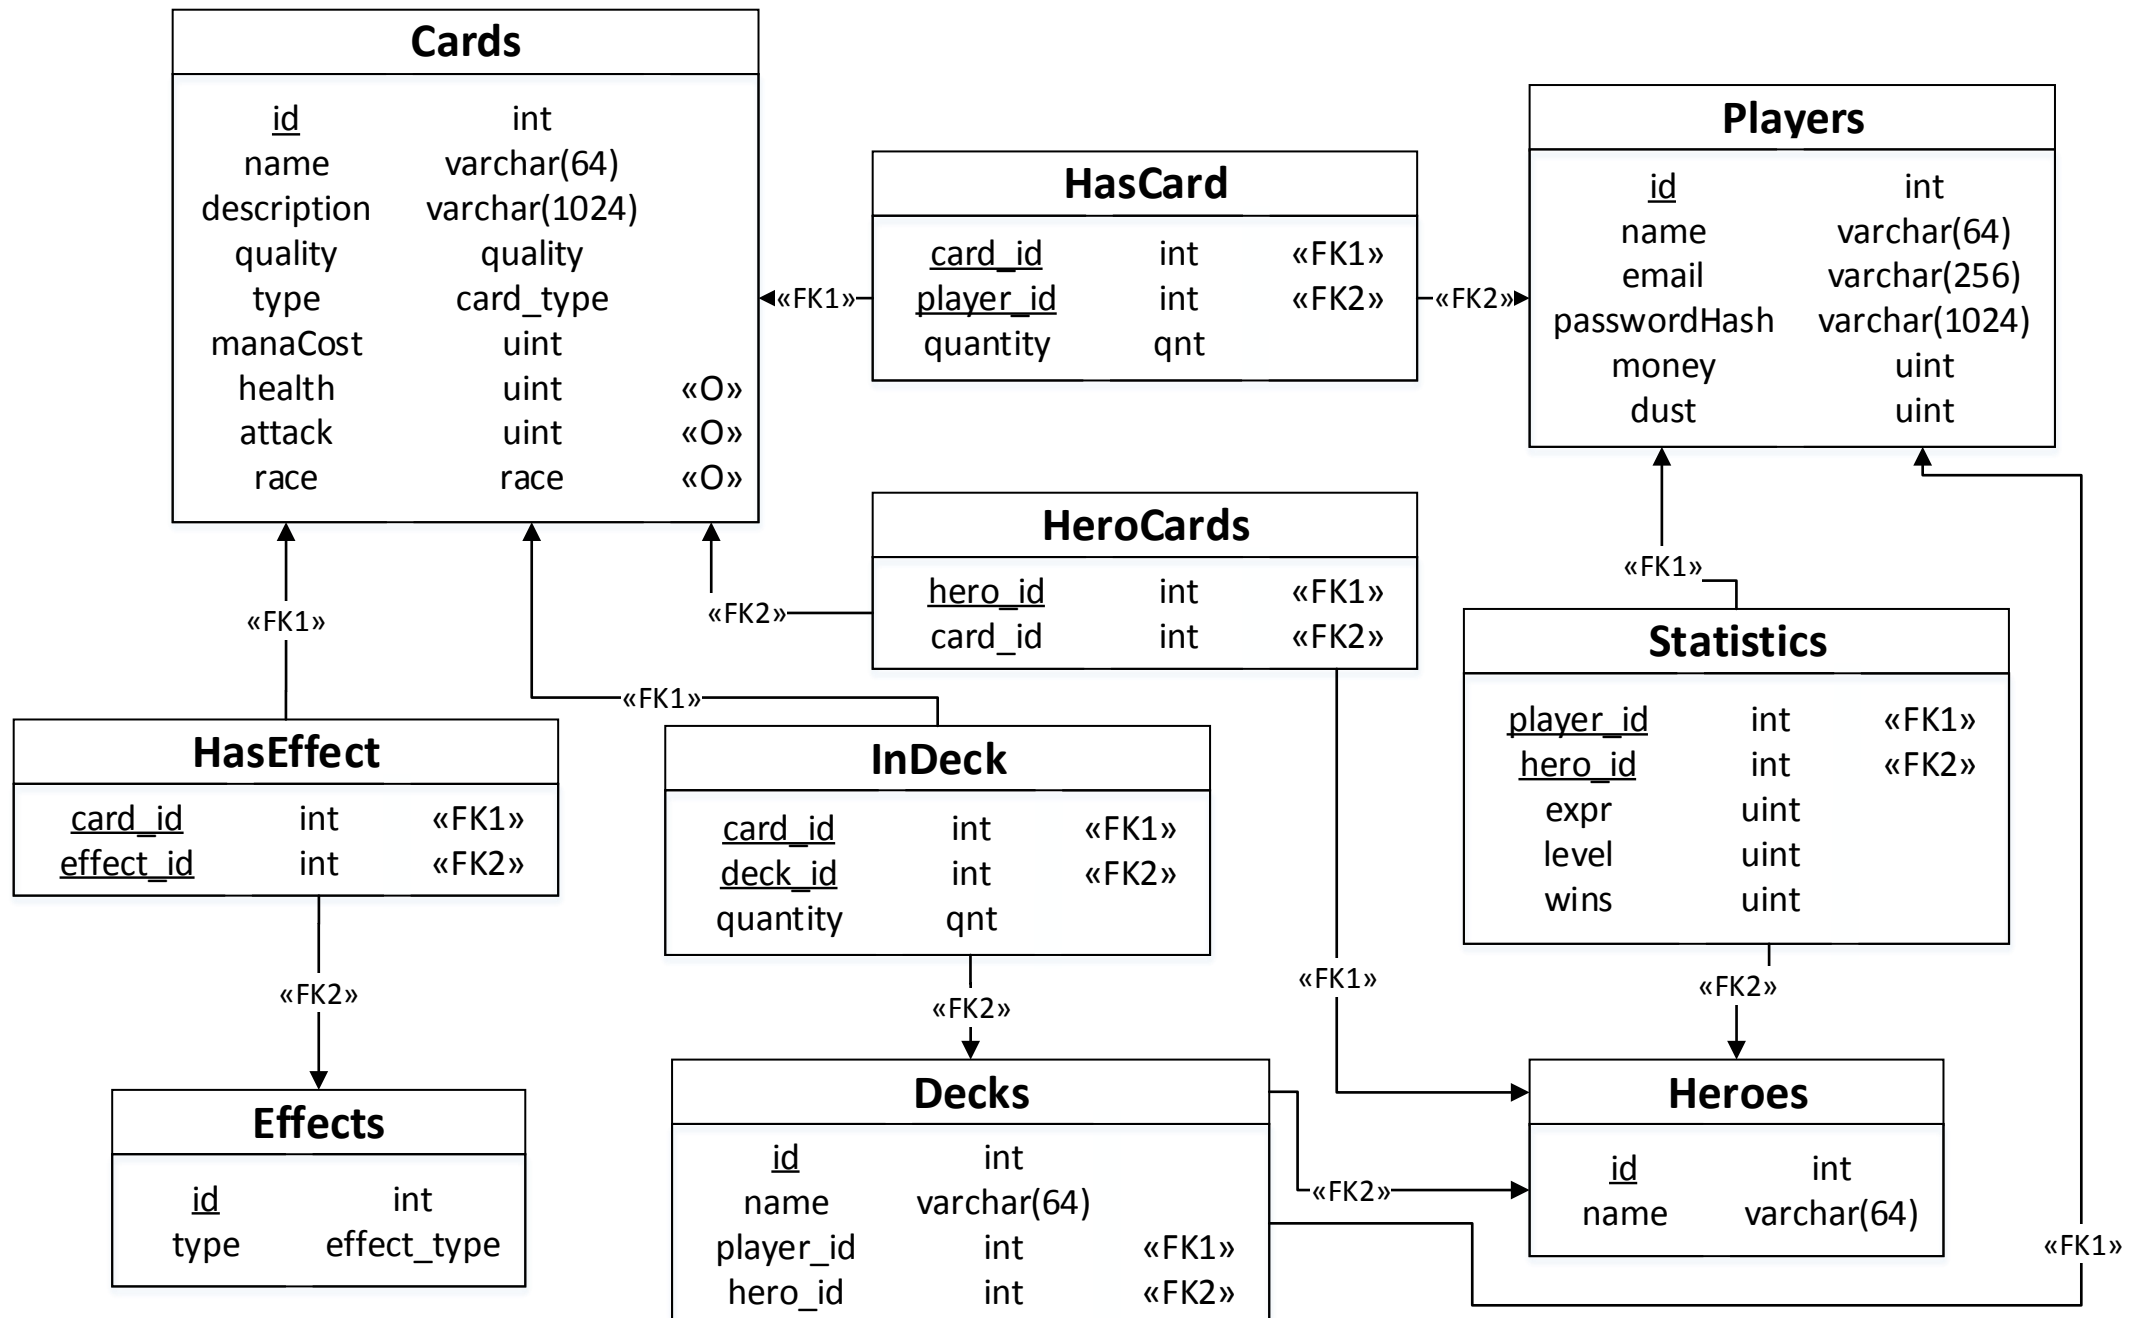 Cards
id int
name varchar(64)
description varchar(1024)
quality quality
type card_type
manaCost uint
health uint «O»
attack uint «O»
race race «O»
HasCard
card_id int «FK1»
player_id int «FK2»
quantity qnt
«FK1»
«FK2»
Players
id int
name varchar(64)
email varchar(256)
passwordHash varchar(1024)
money uint
dust uint
HeroCards
hero_id int «FK1»
card_id int «FK2»
«FK2»
«FK1»
«FK1»
«FK1»
Statistics
player_id int «FK1»
hero_id int «FK2»
expr uint
level uint
wins uint
HasEffect
card_id int «FK1»
effect_id int «FK2»
InDeck
card_id int «FK1»
deck_id int «FK2»
quantity qnt
«FK2»
«FK2»
«FK1»
«FK2»
Effects
id int
type effect_type
Decks
id int
name varchar(64)
player_id int «FK1»
hero_id int «FK2»
«FK2»
Heroes
id int
name varchar(64)
«FK1»